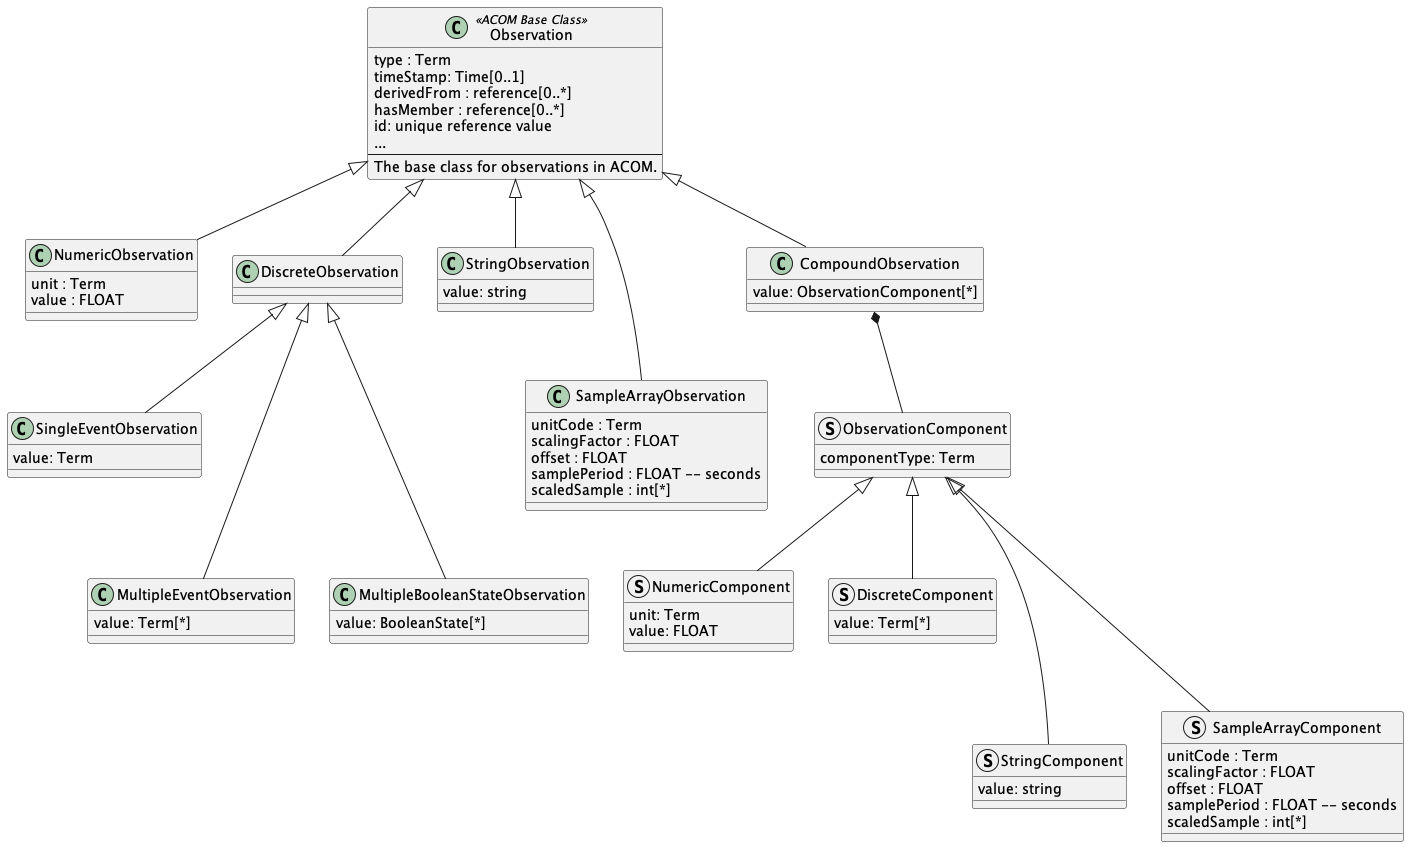 «ACOM Base Class»
C Observation
type : Term
timeStamp: Time[0..1]
derivedFrom : reference[0..*]
hasMember : reference[0..*]
id: unique reference value
...
The base class for observations in ACOM.
C NumericObservation
unit : Term
value : FLOAT
C DiscreteObservation
C StringObservation
value: string
C CompoundObservation
value: ObservationComponent[*]
C SingleEventObservation
value: Term
C SampleArrayObservation
unitCode : Term
scalingFactor : FLOAT
offset : FLOAT
samplePeriod : FLOAT -- seconds
scaledSample : int[*]
S ObservationComponent
componentType: Term
C MultipleEventObservation
value: Term[*]
C MultipleBooleanStateObservation
value: BooleanState[*]
S NumericComponent
unit: Term
value: FLOAT
S DiscreteComponent
value: Term[*]
S StringComponent
value: string
S SampleArrayComponent
unitCode : Term
scalingFactor : FLOAT
offset : FLOAT
samplePeriod : FLOAT -- seconds
scaledSample : int[*]